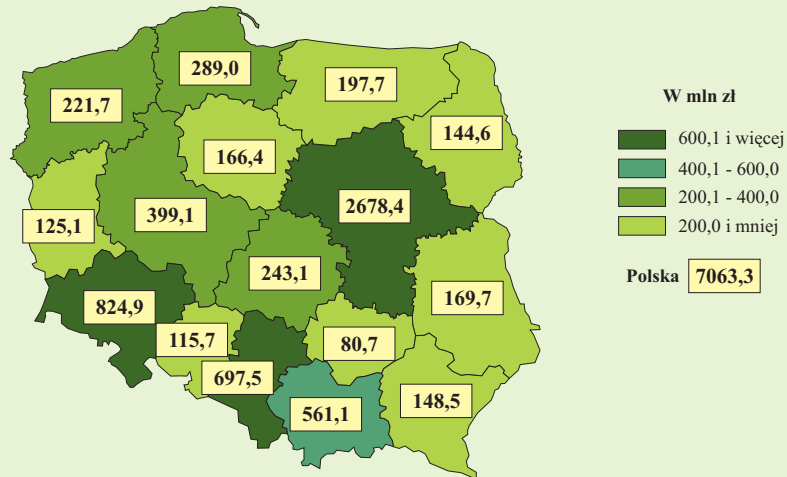 289,0
197,7
221,7
144,6
166,4
2678,4
125,1
399,1
243,1
169,7
824,9
115,7
80,7
697,5
148,5
561,1
W mln zł
600,1 i więcej
400,1 - 600,0
200,1 - 400,0
200,0 i mniej
Polska 7063,3